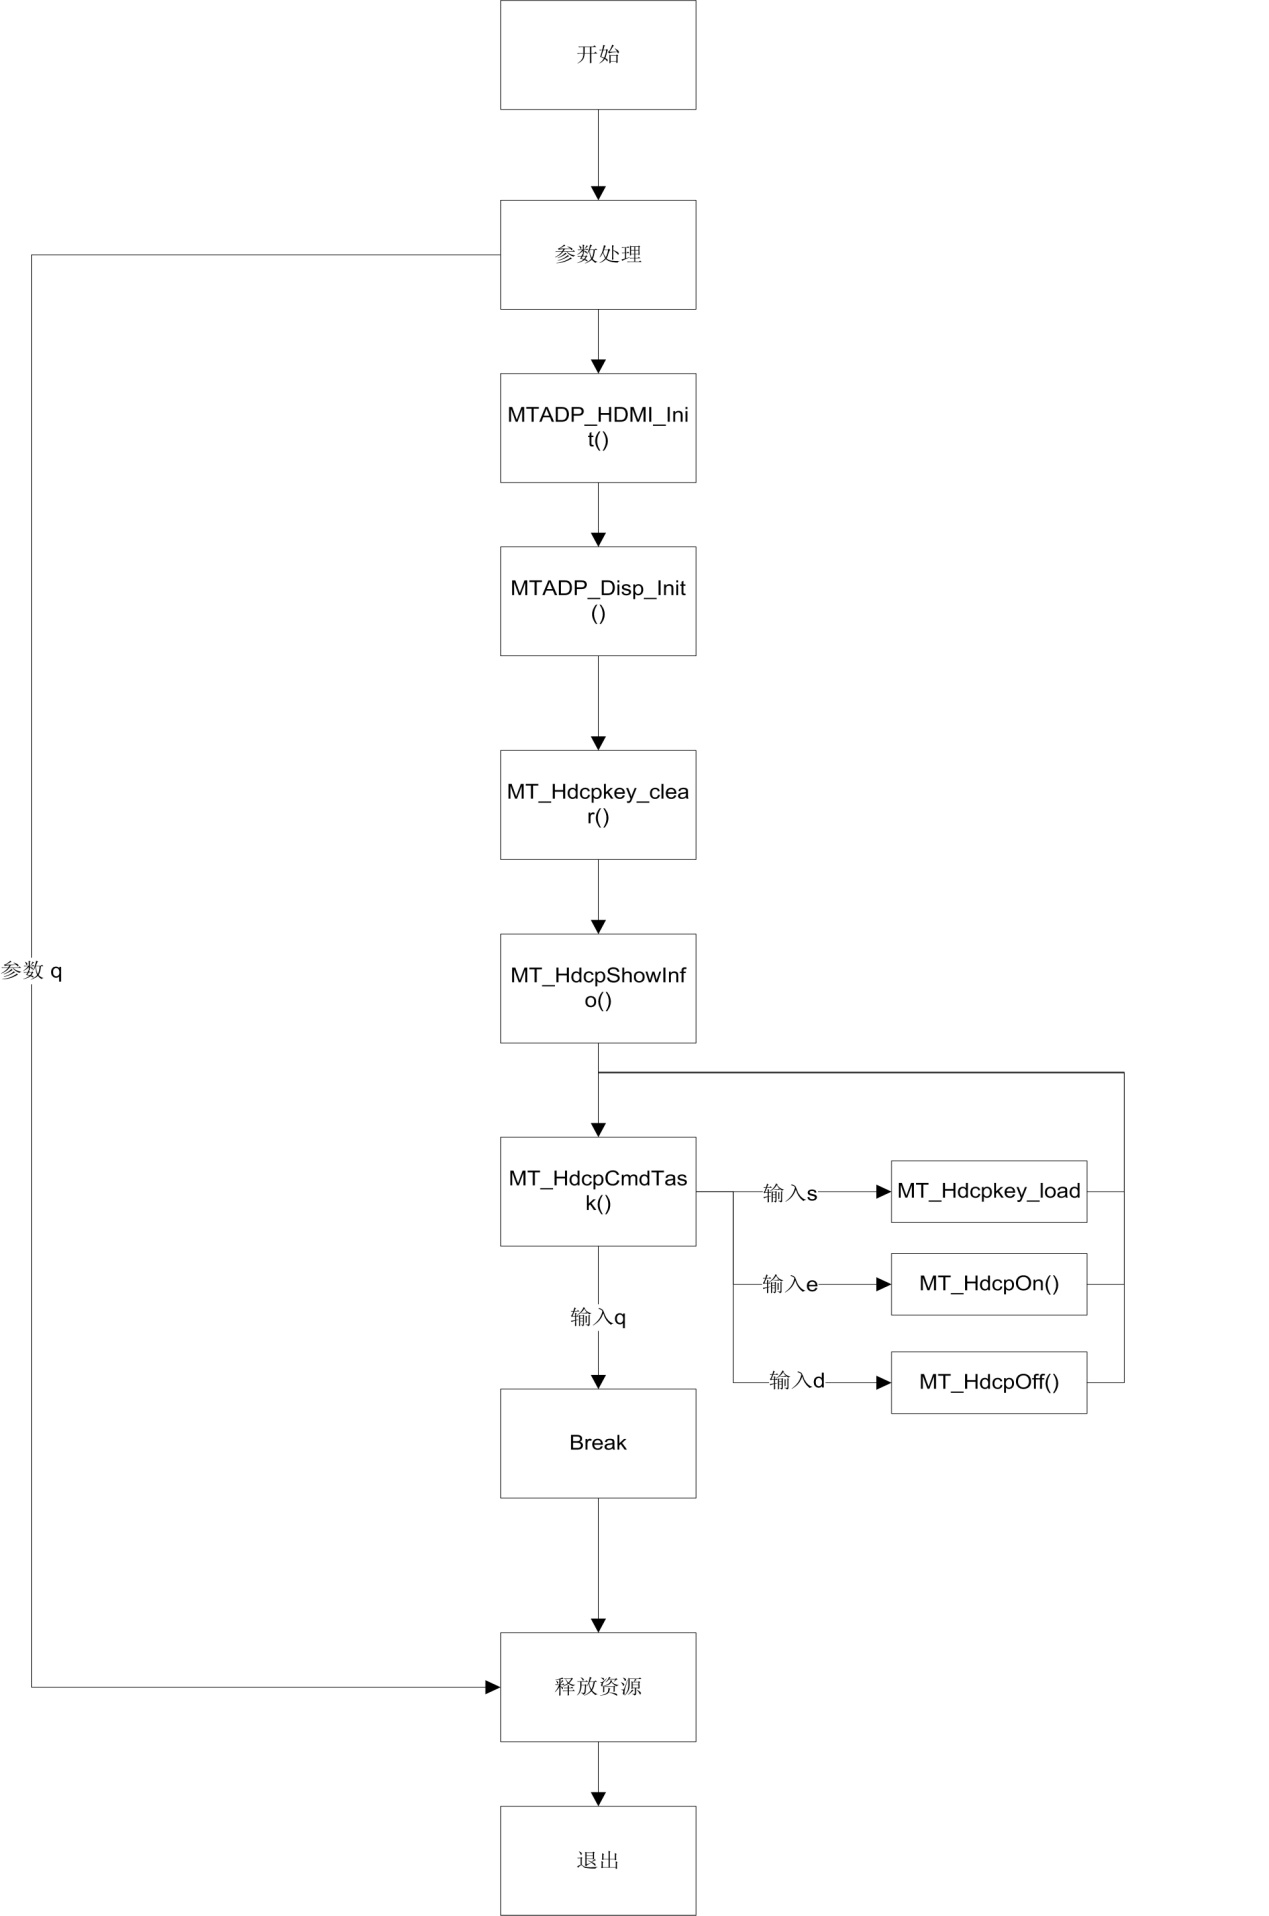 开始
参数处理
MTADP_HDMI_Ini
t()
MTADP_Disp_Init
()
MT_Hdcpkey_clea
r()
参数 q
MT_HdcpShowInf
o()
MT_HdcpCmdTas
k()
输入s
MT_Hdcpkey_load
输入e
MT_HdcpOn()
输入q
输入d
MT_HdcpOff()
Break
释放资源
退出